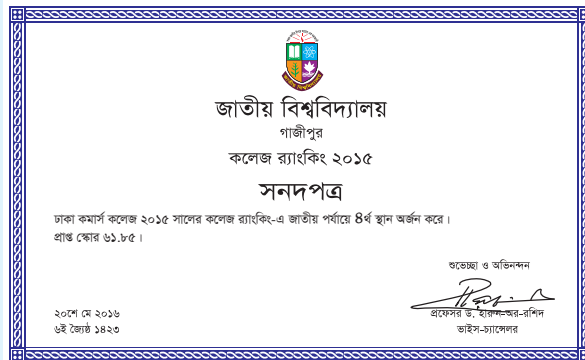 জাতীয় বিশ্ববিদ্যালয়
গাজীপুর
কলেজ র‍্যাংকিং ২০১৫
সনদপত্র
ঢাকা কমার্স কলেজ ২০১৫ সালের কলেজ র‍্যাংকিং-এ জাতীয় পর্যায়ে ৪র্থ স্থান অর্জন করে।
প্রাপ্ত স্কোর ৬১.৮৫।
শুভেচ্ছা ও অভিনন্দন
প্রফেসর ড. হারুন-অর-রশিদ
ভাইস-চ্যান্সেলর
২০শে মে ২০১৬
৬ই জ্যৈষ্ঠ ১৪২৩